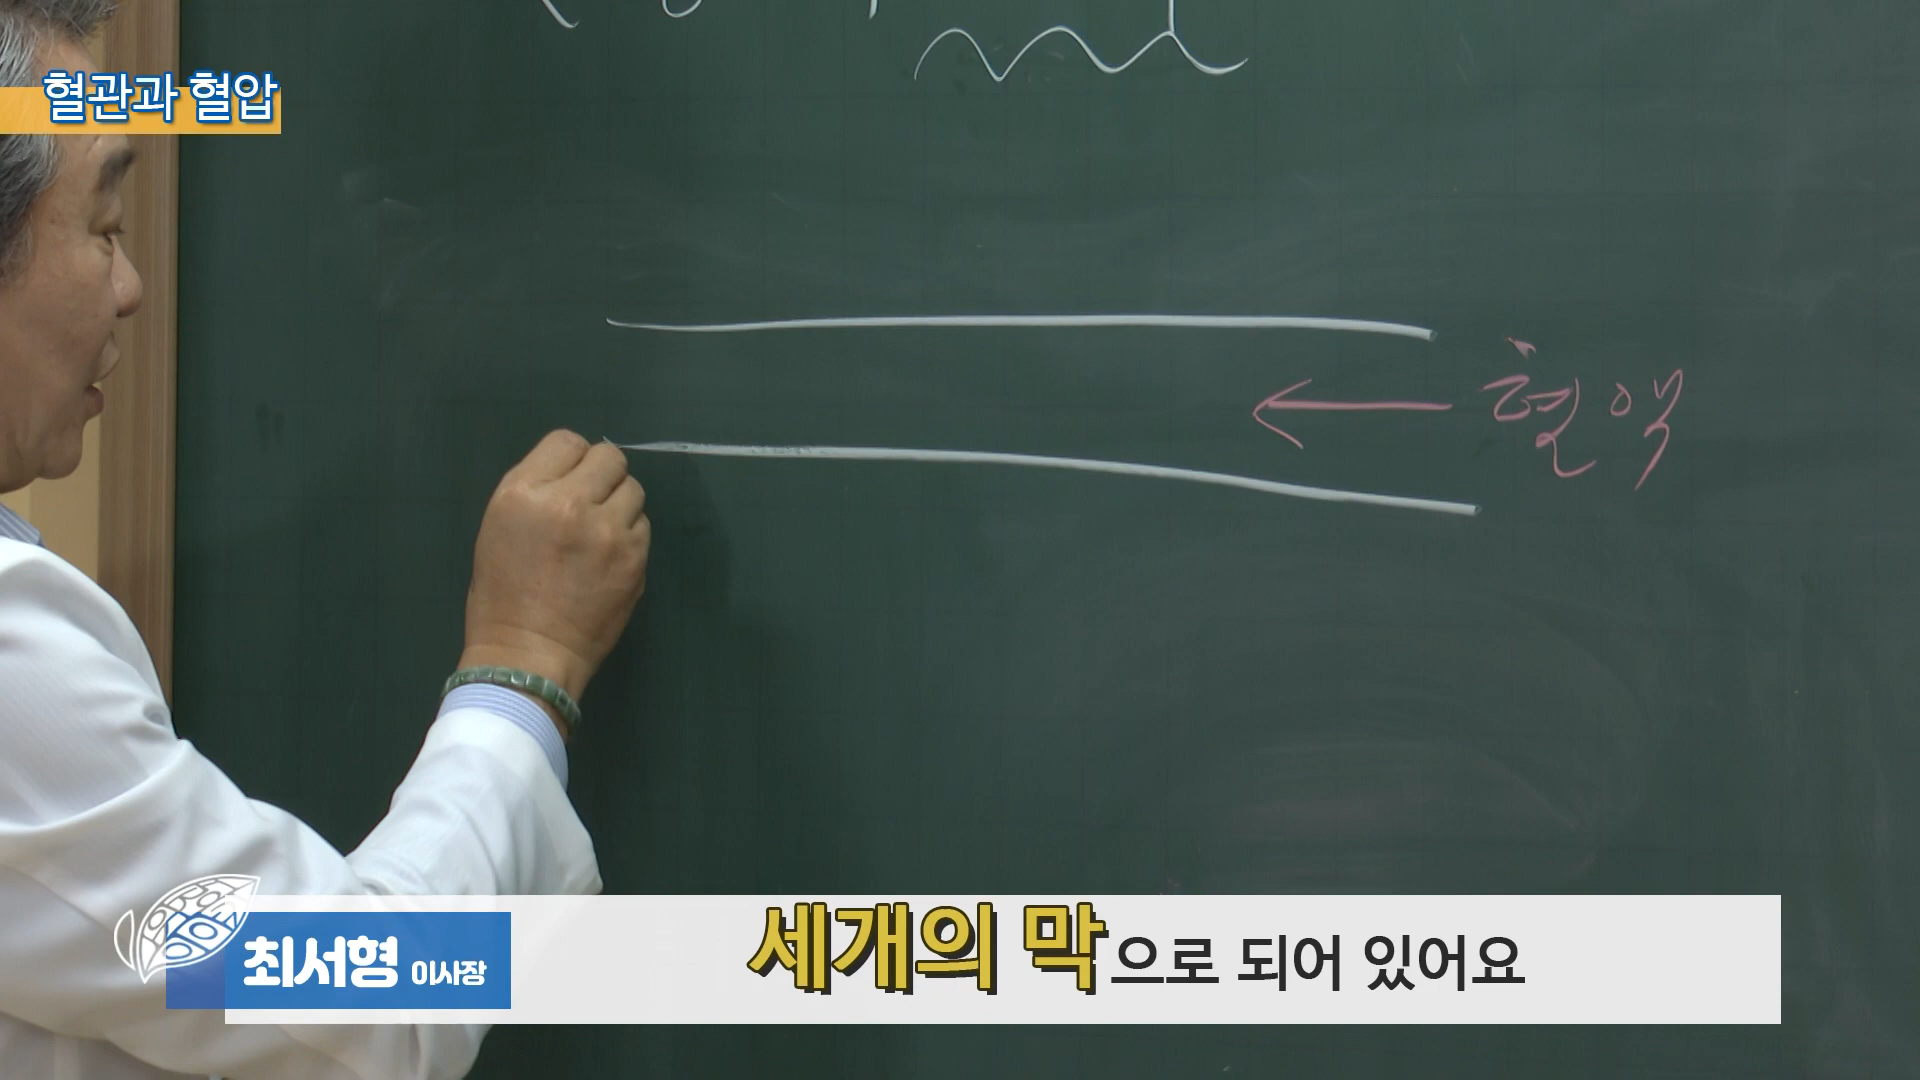 혈관과 혈압
혈액
최서형 이사장
세개의 막으로 되어 있어요